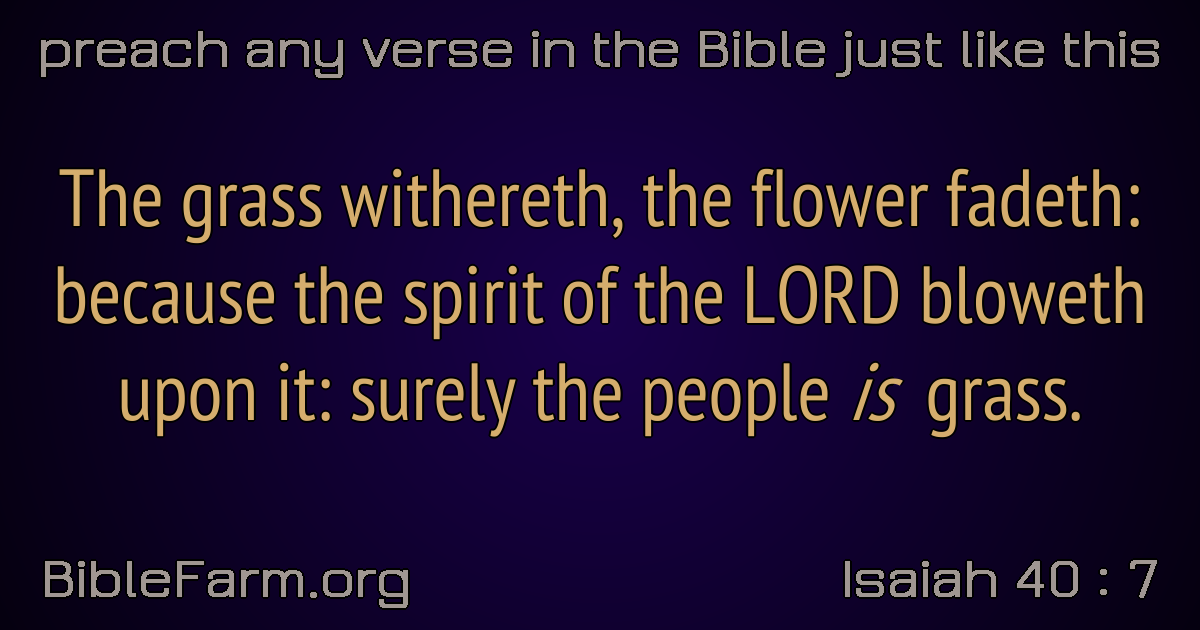 preach any verse in the Bible just like this
The grass withereth, the flower fadeth:
because the spirit of the LORD bloweth
upon it: surely the people is grass.
BibleFarm.org
Isaiah 40 : 7